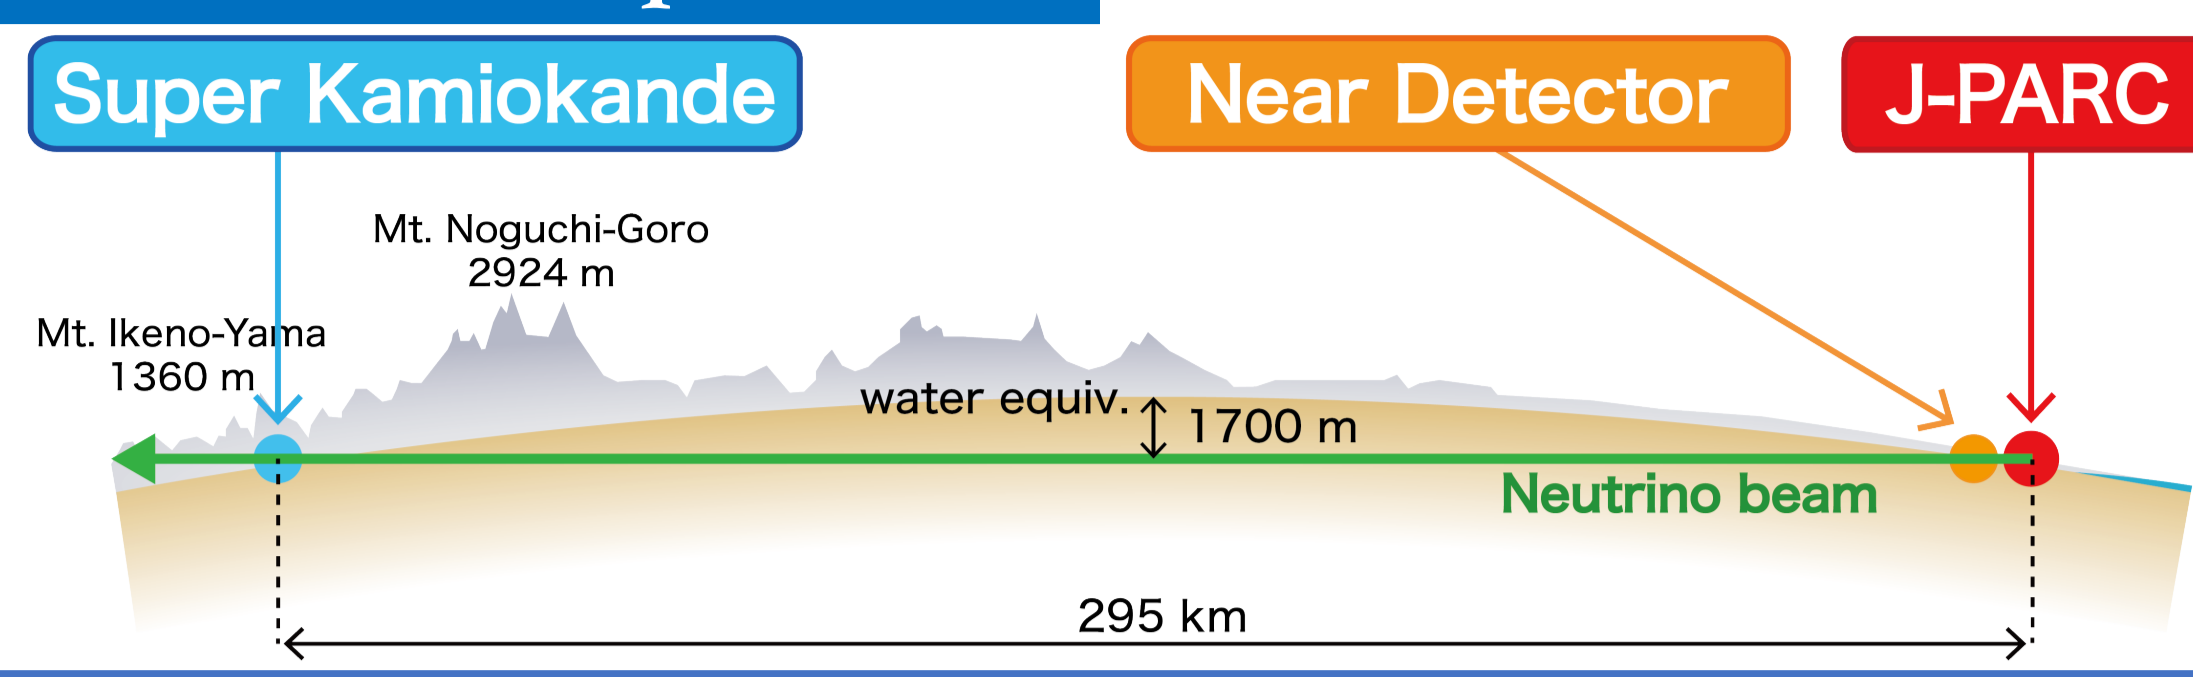 Super Kamiokande
Near Detector
J-PARC
Mt. Noguchi-Goro
2924 m
Mt. Ikeno-Yama
1360 m
water equiv.
1700 m
Neutrino beam
295 km